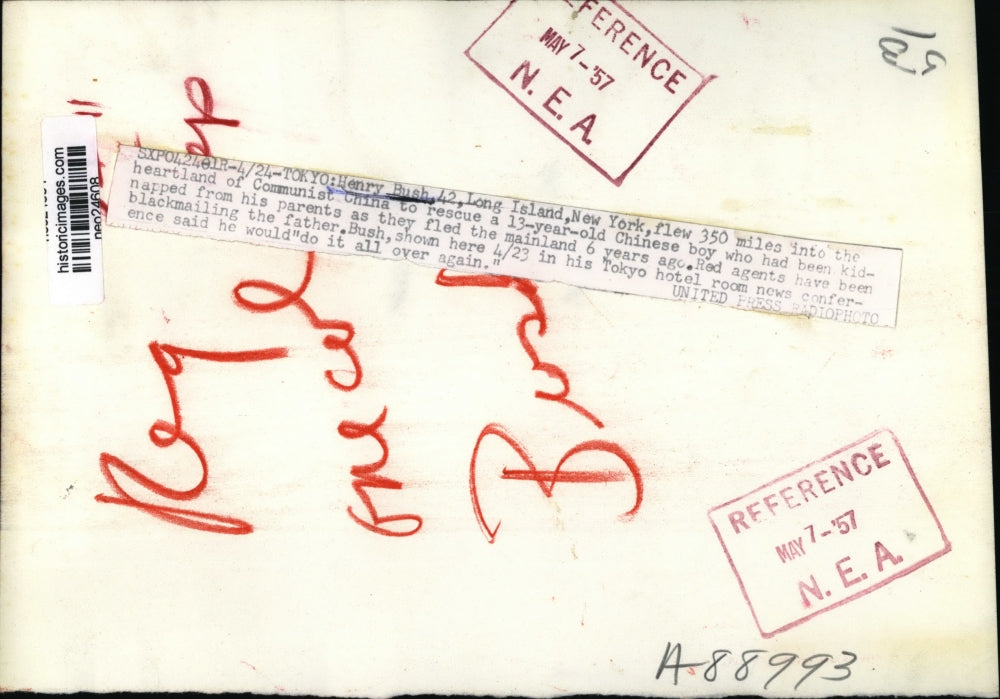 REFERENCE
MAY 7-'57
N. E. A.
SXPO42401R-4/24-TOKYO:Henry Bush,42,Long Island,New York,flew 350 miles into the
heartland of Communist China to rescue a 13-year-old Chinese boy who had been kid-
napped from his parents as they fled the mainland 6 years ago.Red agents have been
blackmailing the father.Bush,shown here 4/23 in his Tokyo hotel room news confer-
ence said he would"do it all over again."
UNITED PRESS RADIOPHOTO
historicimages.com
neo24608
Bush
REFERENCE
MAY 7-'57
N. E. A.
A-88993